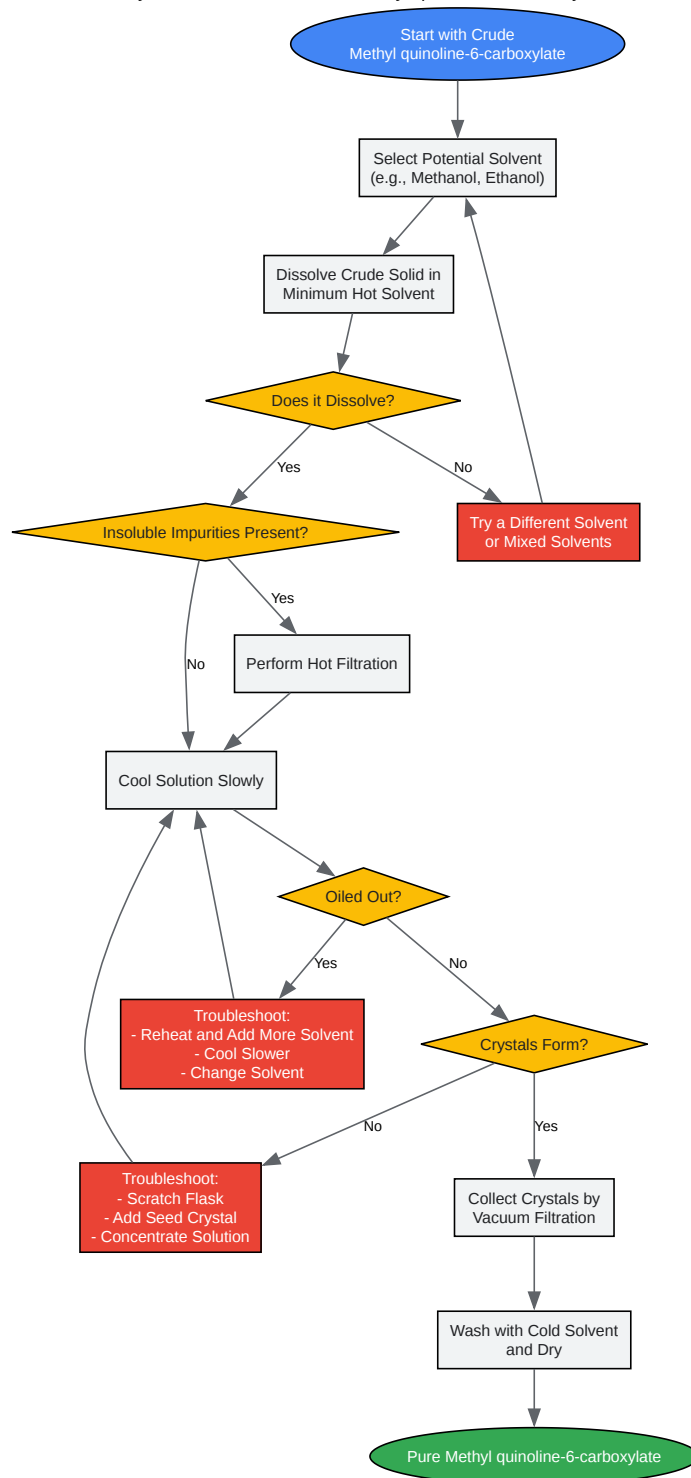 Start with Crude
Methyl quinoline-6-carboxylate
Select Potential Solvent
(e.g., Methanol, Ethanol)
Dissolve Crude Solid in
Minimum Hot Solvent
Does it Dissolve?
Yes
No
Insoluble Impurities Present?
Try a Different Solvent
or Mixed Solvents
Yes
No
Perform Hot Filtration
Cool Solution Slowly
Oiled Out?
Yes
No
Troubleshoot:
- Reheat and Add More Solvent
- Cool Slower
- Change Solvent
Crystals Form?
No
Yes
Troubleshoot:
- Scratch Flask
- Add Seed Crystal
- Concentrate Solution
Collect Crystals by
Vacuum Filtration
Wash with Cold Solvent
and Dry
Pure Methyl quinoline-6-carboxylate